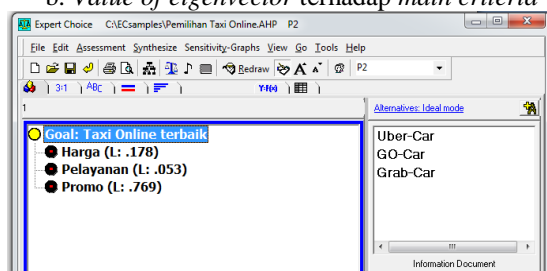 b. Value of eigenvector terhadap main criteria
Expert Choice C:\ECsamples\Pemilihan Taxi Online.AHP P2
File Edit Assessment Synthesize Sensitivity-Graphs View Go Tools Help
Redraw A A P2
3:1 ABC Y=f(x)
1
Alternatives: Ideal mode
Goal: Taxi Online terbaik
Harga (L: .178)
Pelayanan (L: .053)
Promo (L: .769)
Uber-Car
GO-Car
Grab-Car
Information Document